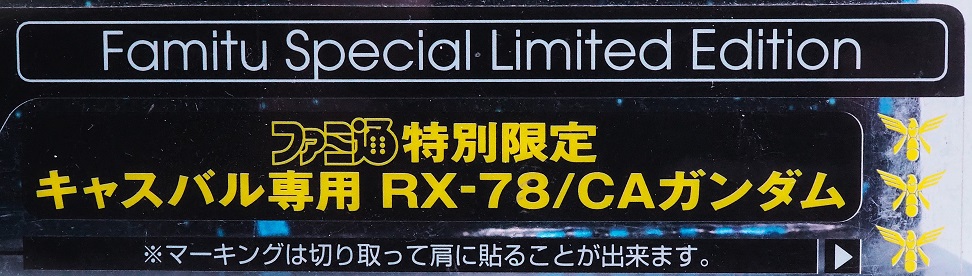 Famitu Special Limited Edition
ファミ通特別限定
キャスバル専用 RX-78/CAガンダム
※マーキングは切り取って肩に貼ることが出来ます。